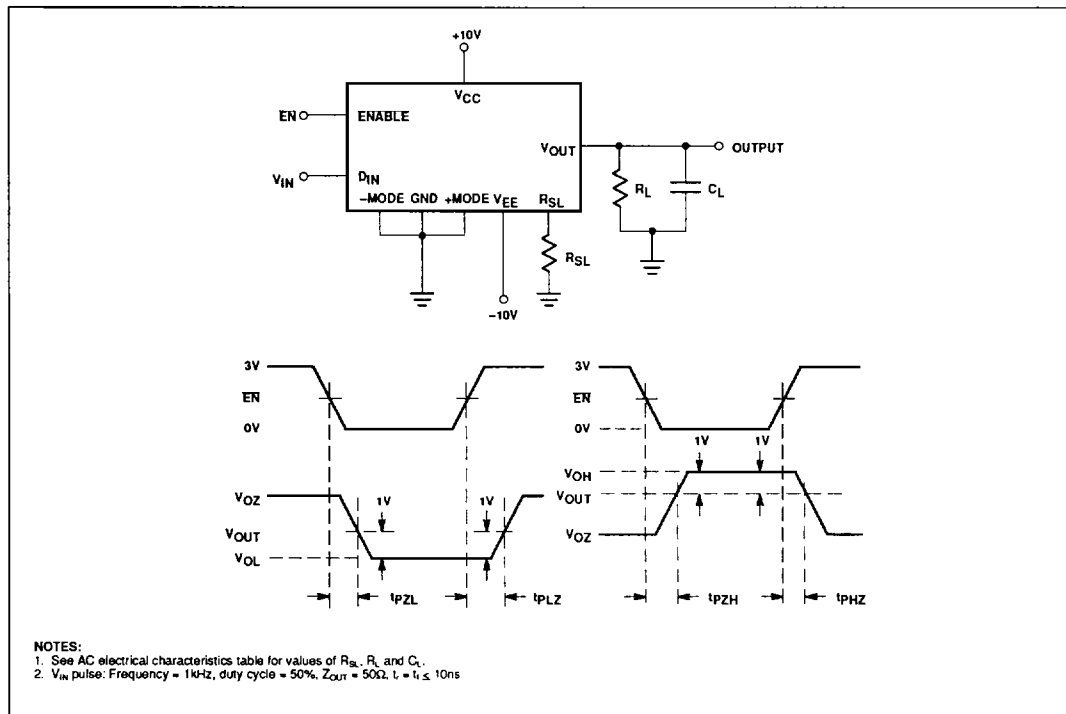 +10V
VCC
EN
ENABLE
VOUT
OUTPUT
VIN
DIN
RL
CL
–MODE GND +MODE VEE RSL
RSL
–10V
3V
EN
0V
VOZ
1V
1V
VOUT
VOL
tPZL
tPLZ
3V
EN
0V
1V
1V
VOH
VOUT
VOZ
tPZH
tPHZ
NOTES:
1. See AC electrical characteristics table for values of RSL, RL and CL.
2. VIN pulse: Frequency = 1kHz, duty cycle = 50%, ZOUT = 50Ω, tr = tf ≤ 10ns